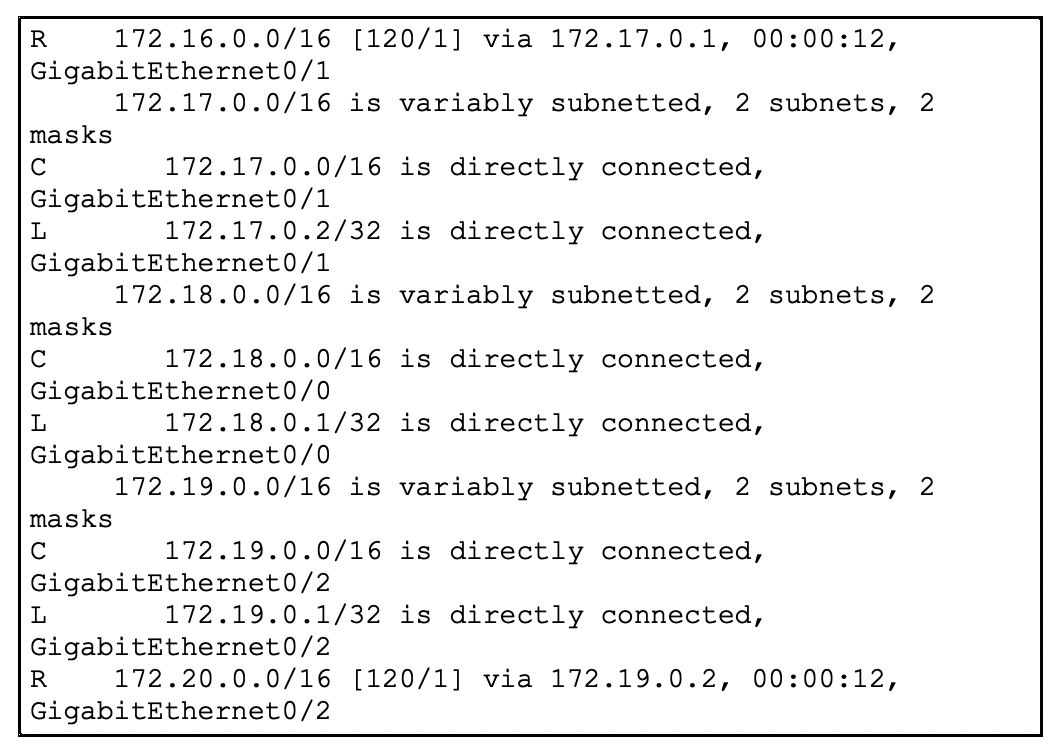 R    172.16.0.0/16 [120/1] via 172.17.0.1, 00:00:12,
GigabitEthernet0/1
     172.17.0.0/16 is variably subnetted, 2 subnets, 2
masks
C       172.17.0.0/16 is directly connected,
GigabitEthernet0/1
L       172.17.0.2/32 is directly connected,
GigabitEthernet0/1
     172.18.0.0/16 is variably subnetted, 2 subnets, 2
masks
C       172.18.0.0/16 is directly connected,
GigabitEthernet0/0
L       172.18.0.1/32 is directly connected,
GigabitEthernet0/0
     172.19.0.0/16 is variably subnetted, 2 subnets, 2
masks
C       172.19.0.0/16 is directly connected,
GigabitEthernet0/2
L       172.19.0.1/32 is directly connected,
GigabitEthernet0/2
R    172.20.0.0/16 [120/1] via 172.19.0.2, 00:00:12,
GigabitEthernet0/2